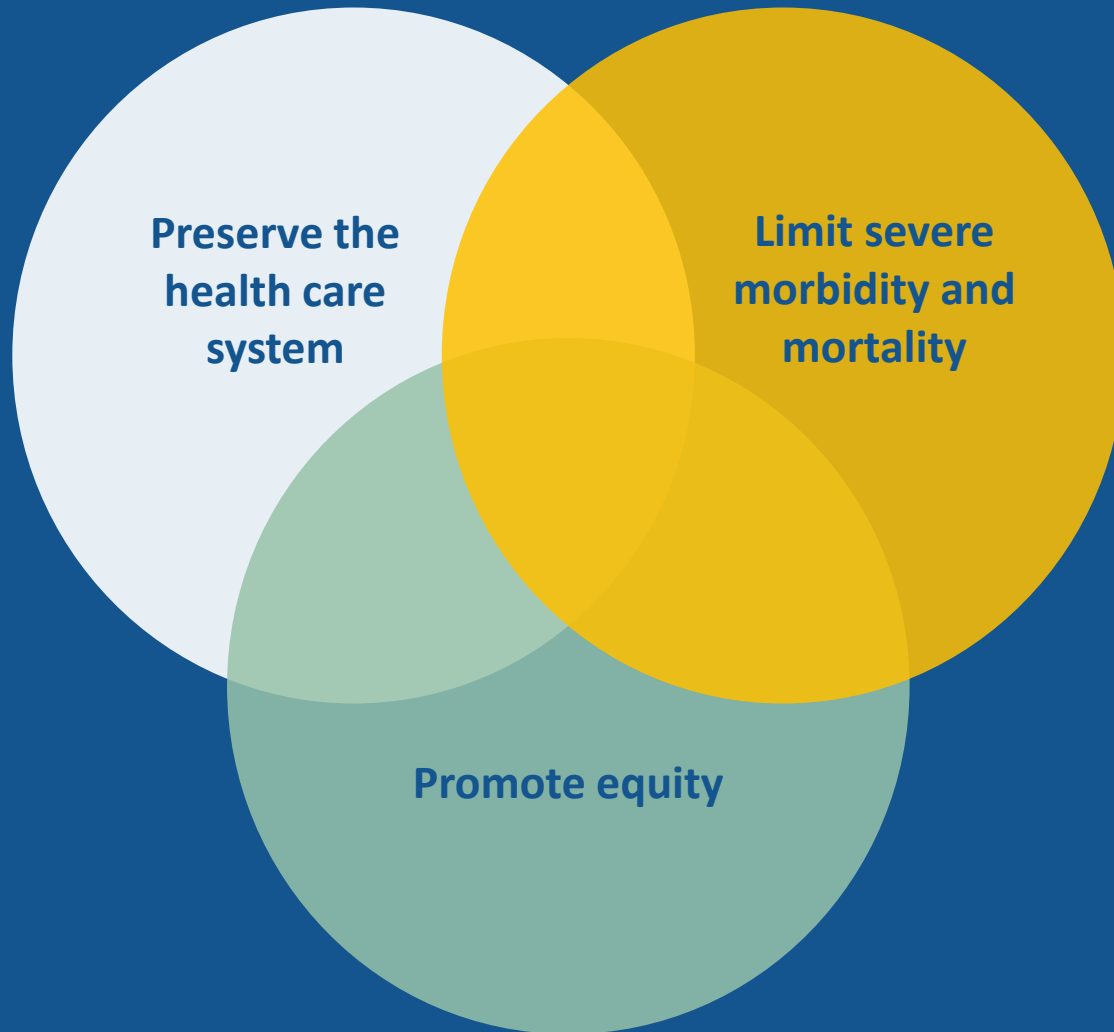 Preserve the
health care
system
Limit severe
morbidity and
mortality
Promote equity